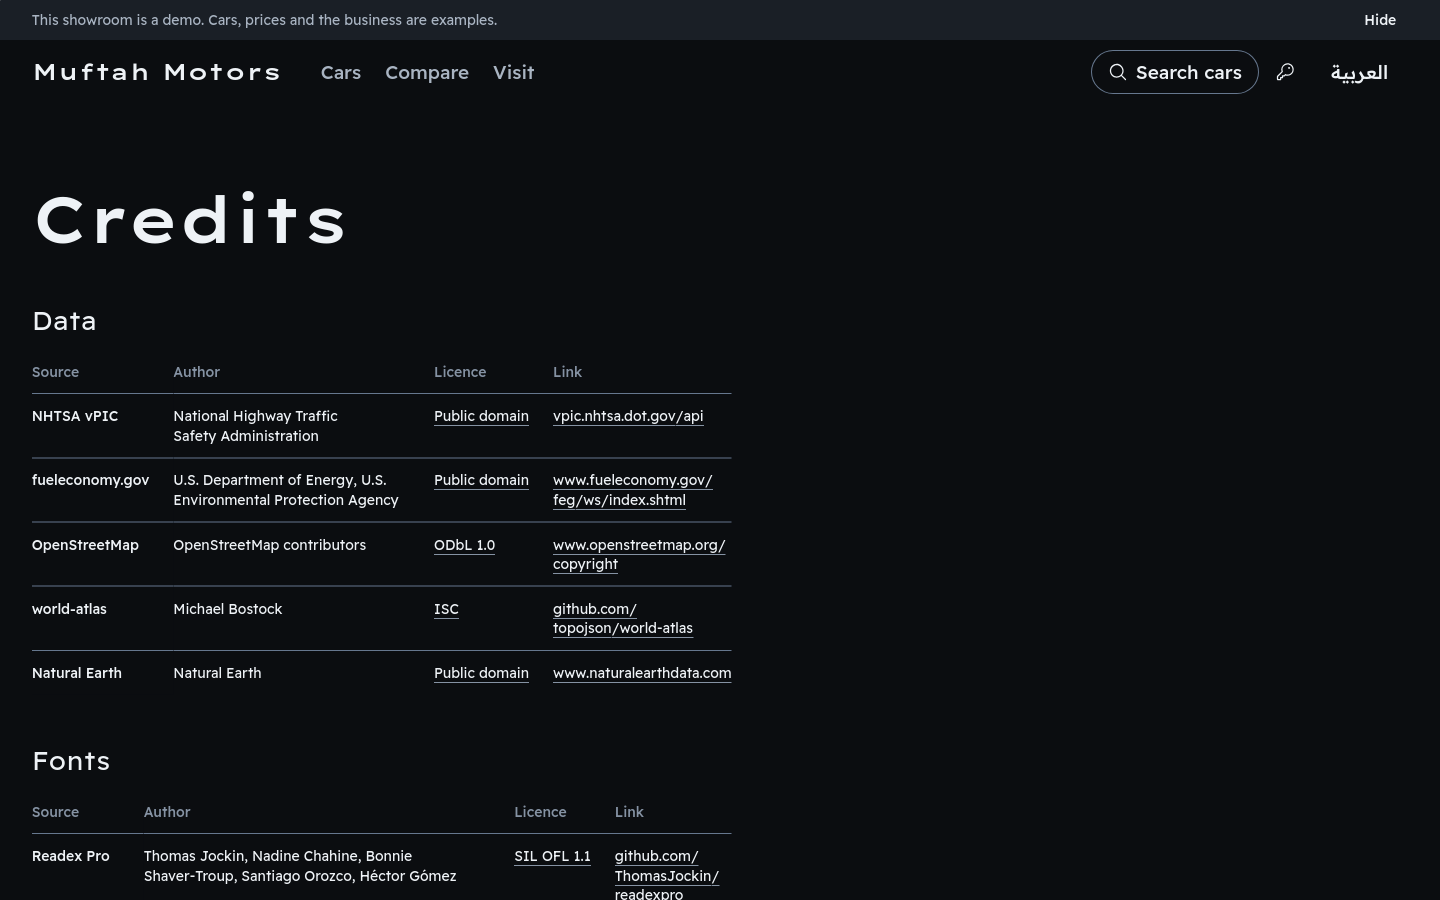 This showroom is a demo. Cars, prices and the business are examples.
Hide
Muftah Motors
Cars
Compare
Visit
Search cars
العربية
Credits
Data
Source
Author
Licence
Link
NHTSA vPIC
National Highway Traffic
Safety Administration
Public domain
vpic.nhtsa.dot.gov/api
fueleconomy.gov
U.S. Department of Energy, U.S.
Environmental Protection Agency
Public domain
www.fueleconomy.gov/
feg/ws/index.shtml
OpenStreetMap
OpenStreetMap contributors
ODbL 1.0
www.openstreetmap.org/
copyright
world-atlas
Michael Bostock
ISC
github.com/
topojson/world-atlas
Natural Earth
Natural Earth
Public domain
www.naturalearthdata.com
Fonts
Source
Author
Licence
Link
Readex Pro
Thomas Jockin, Nadine Chahine, Bonnie
Shaver-Troup, Santiago Orozco, Héctor Gómez
SIL OFL 1.1
github.com/
ThomasJockin/
readexpro